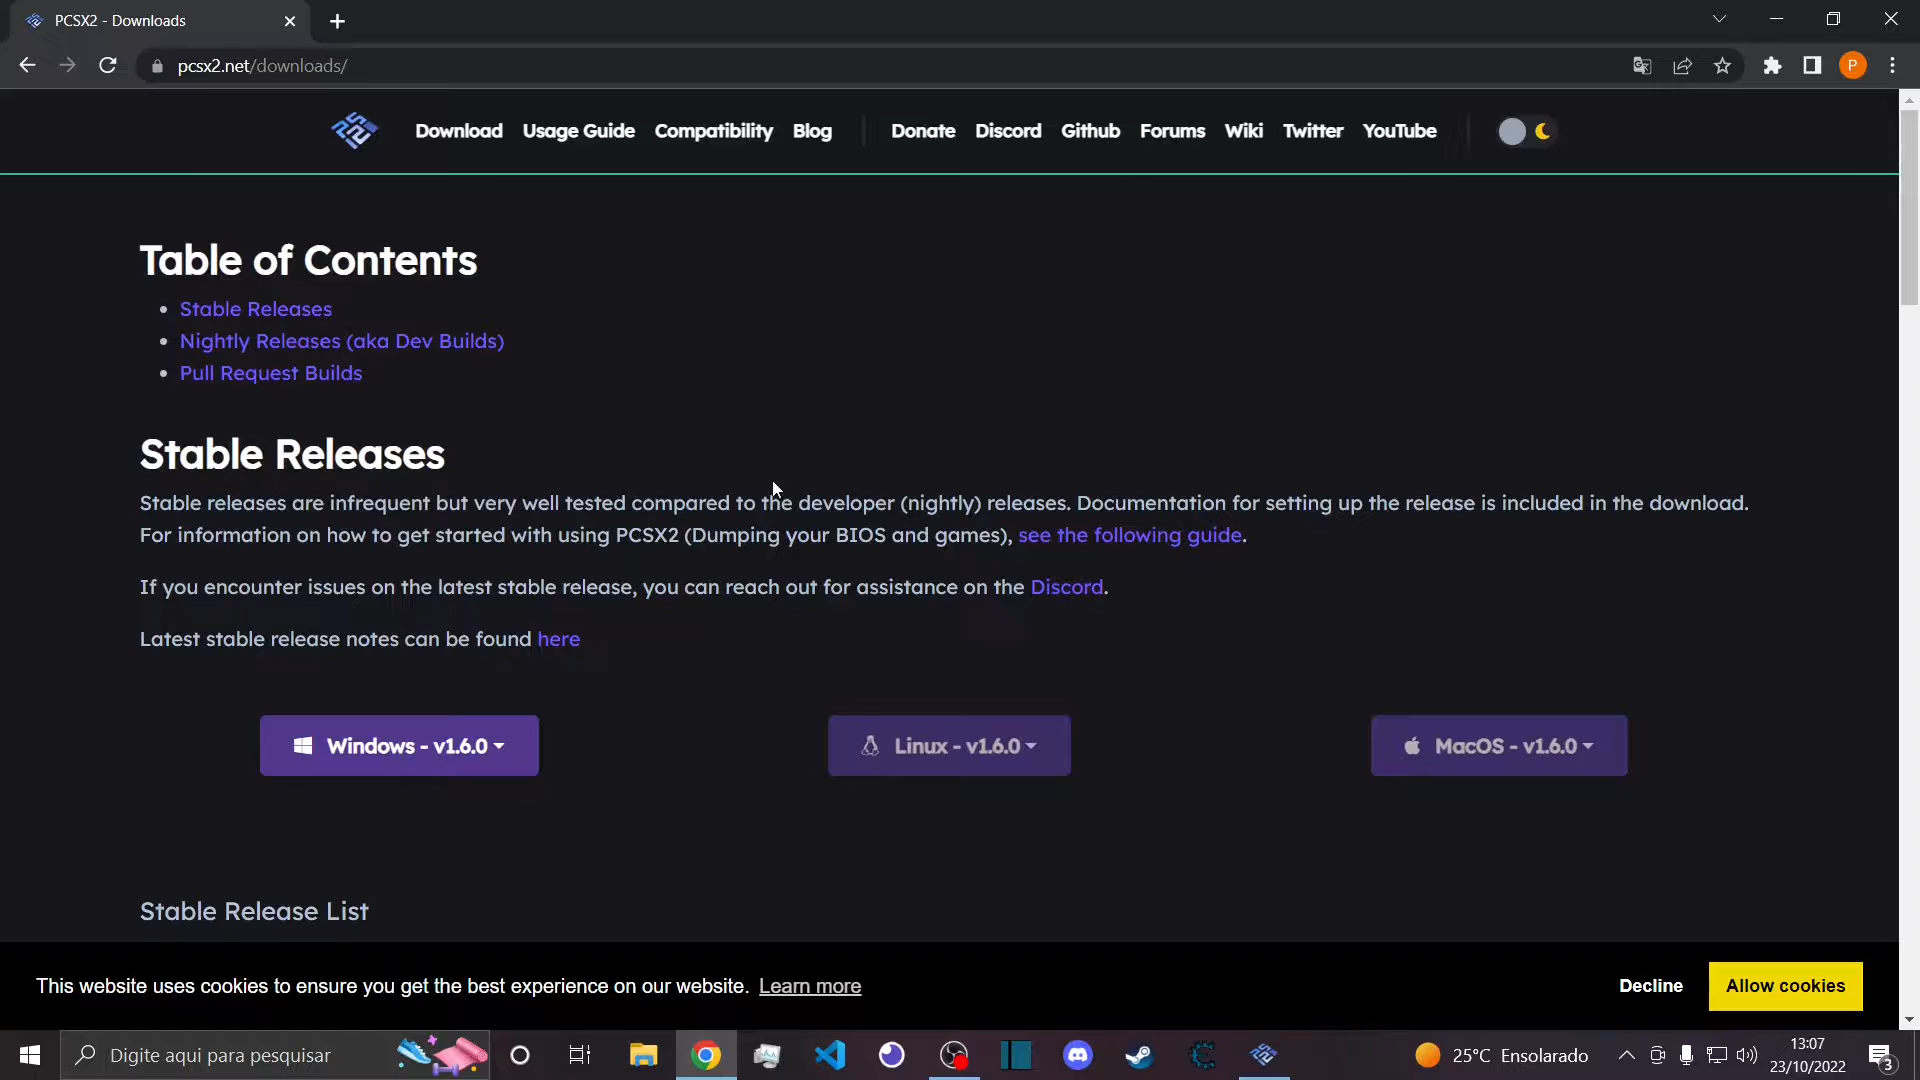 PCSX2 - Downloads
pcsx2.net/downloads/
P
Download Usage Guide Compatibility Blog Donate Discord Github Forums Wiki Twitter YouTube
Table of Contents
Stable Releases
Nightly Releases (aka Dev Builds)
Pull Request Builds
Stable Releases
Stable releases are infrequent but very well tested compared to the developer (nightly) releases. Documentation for setting up the release is included in the download.
For information on how to get started with using PCSX2 (Dumping your BIOS and games), see the following guide.
If you encounter issues on the latest stable release, you can reach out for assistance on the Discord.
Latest stable release notes can be found here
Windows - v1.6.0
Linux - v1.6.0
MacOS - v1.6.0
Stable Release List
This website uses cookies to ensure you get the best experience on our website. Learn more
Decline
Allow cookies
Digite aqui para pesquisar
25°C Ensolarado
13:07
23/10/2022
3